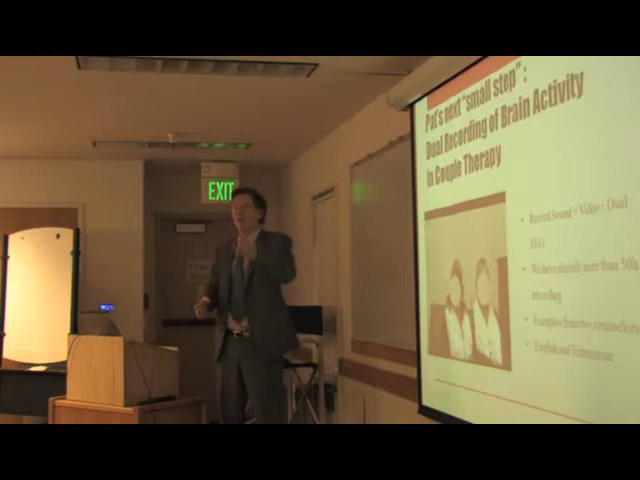 EXIT
Pat's next "small step":
Dual Recording of Brain Activity
in Couple Therapy
Record Sound + Video + Dual
EEG
We have already more than 50h
recording
couples from two counselors
English and Vietnamese